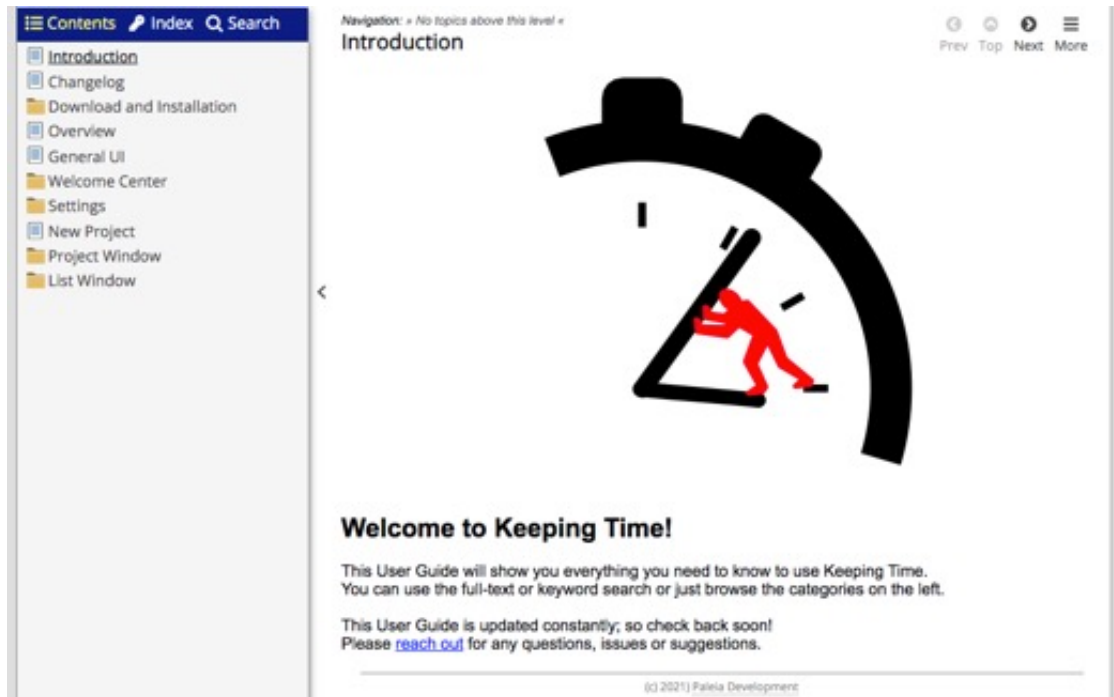 Contents Index Search
Introduction
Changelog
Download and Installation
Overview
General UI
Welcome Center
Settings
New Project
Project Window
List Window
Navigation: » No topics above this level «
Introduction
Prev Top Next More
Welcome to Keeping Time!
This User Guide will show you everything you need to know to use Keeping Time.
You can use the full-text or keyword search or just browse the categories on the left.
This User Guide is updated constantly; so check back soon!
Please reach out for any questions, issues or suggestions.
(c) 2021) Paleia Development